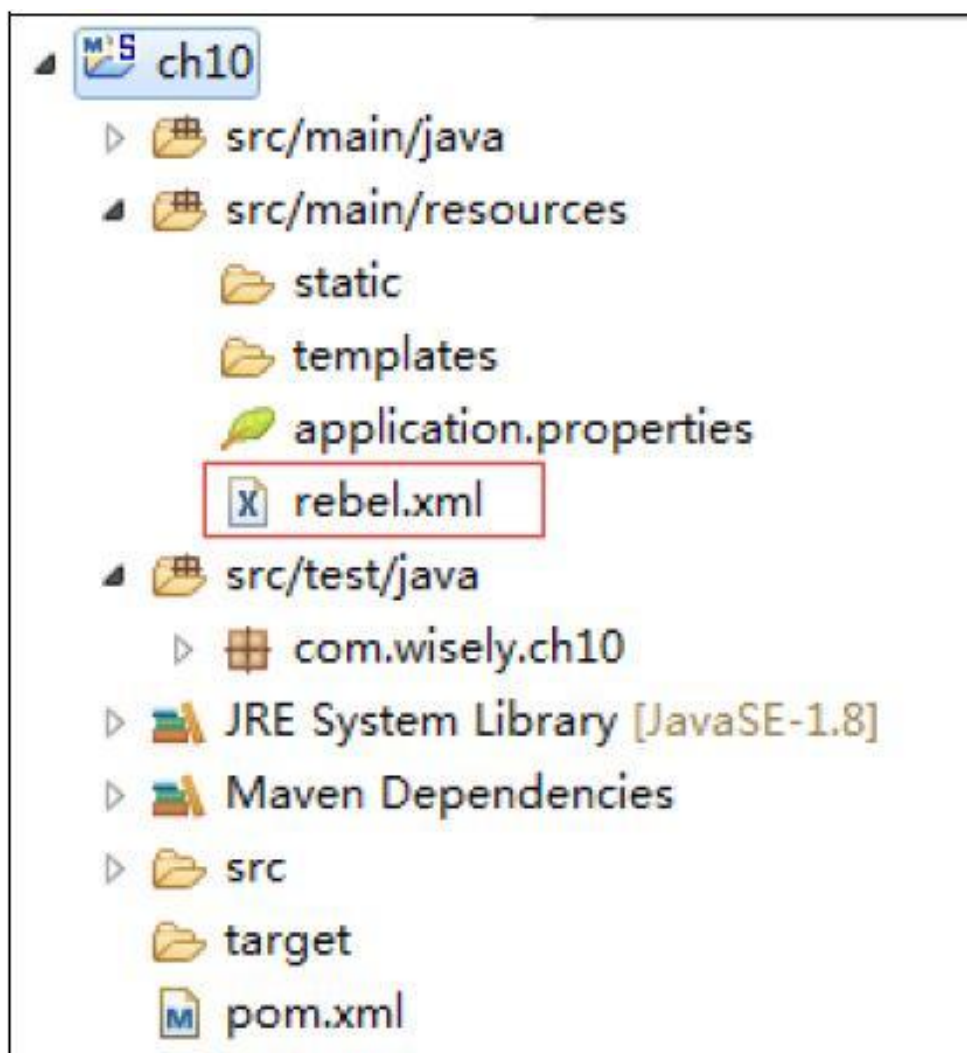 ch10
src/main/java
src/main/resources
static
templates
application.properties
rebel.xml
src/test/java
com.wisely.ch10
JRE System Library [JavaSE-1.8]
Maven Dependencies
src
target
pom.xml